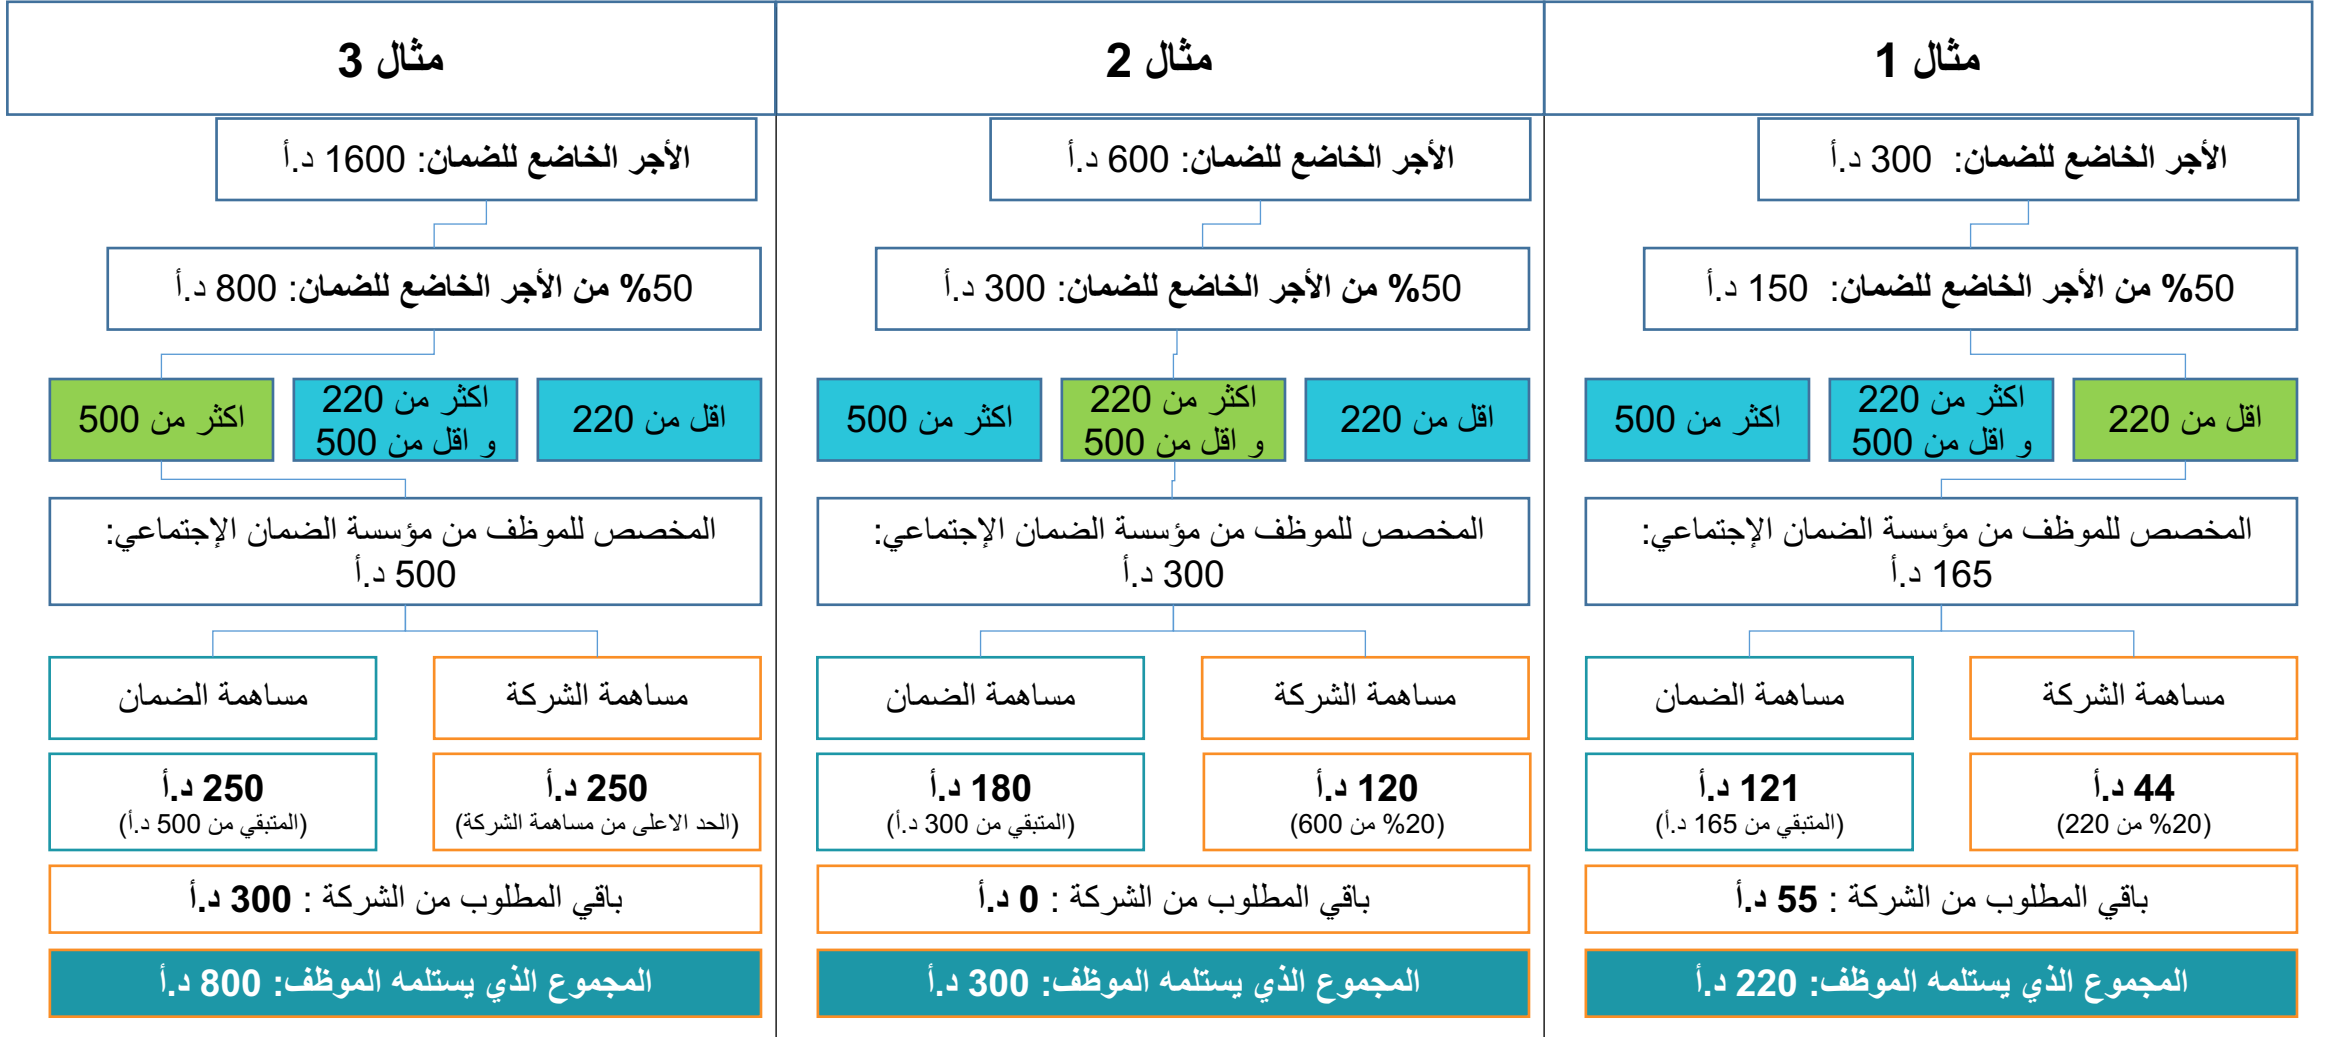 مثال 1
الأجر الخاضع للضمان: 300 د.أ
50% من الأجر الخاضع للضمان: 150 د.أ
اقل من 220
اكثر من 220
و اقل من 500
اكثر من 500
المخصص للموظف من مؤسسة الضمان الإجتماعي:
165 د.أ
مساهمة الشركة
مساهمة الضمان
44 د.أ
(20% من 220)
121 د.أ
(المتبقي من 165 د.أ)
باقي المطلوب من الشركة : 55 د.أ
المجموع الذي يستلمه الموظف: 220 د.أ
مثال 2
الأجر الخاضع للضمان: 600 د.أ
50% من الأجر الخاضع للضمان: 300 د.أ
اقل من 220
اكثر من 220
و اقل من 500
اكثر من 500
المخصص للموظف من مؤسسة الضمان الإجتماعي:
300 د.أ
مساهمة الشركة
مساهمة الضمان
120 د.أ
(20% من 600)
180 د.أ
(المتبقي من 300 د.أ)
باقي المطلوب من الشركة : 0 د.أ
المجموع الذي يستلمه الموظف: 300 د.أ
مثال 3
الأجر الخاضع للضمان: 1600 د.أ
50% من الأجر الخاضع للضمان: 800 د.أ
اقل من 220
اكثر من 220
و اقل من 500
اكثر من 500
المخصص للموظف من مؤسسة الضمان الإجتماعي:
500 د.أ
مساهمة الشركة
مساهمة الضمان
250 د.أ
(الحد الاعلى من مساهمة الشركة)
250 د.أ
(المتبقي من 500 د.أ)
باقي المطلوب من الشركة : 300 د.أ
المجموع الذي يستلمه الموظف: 800 د.أ